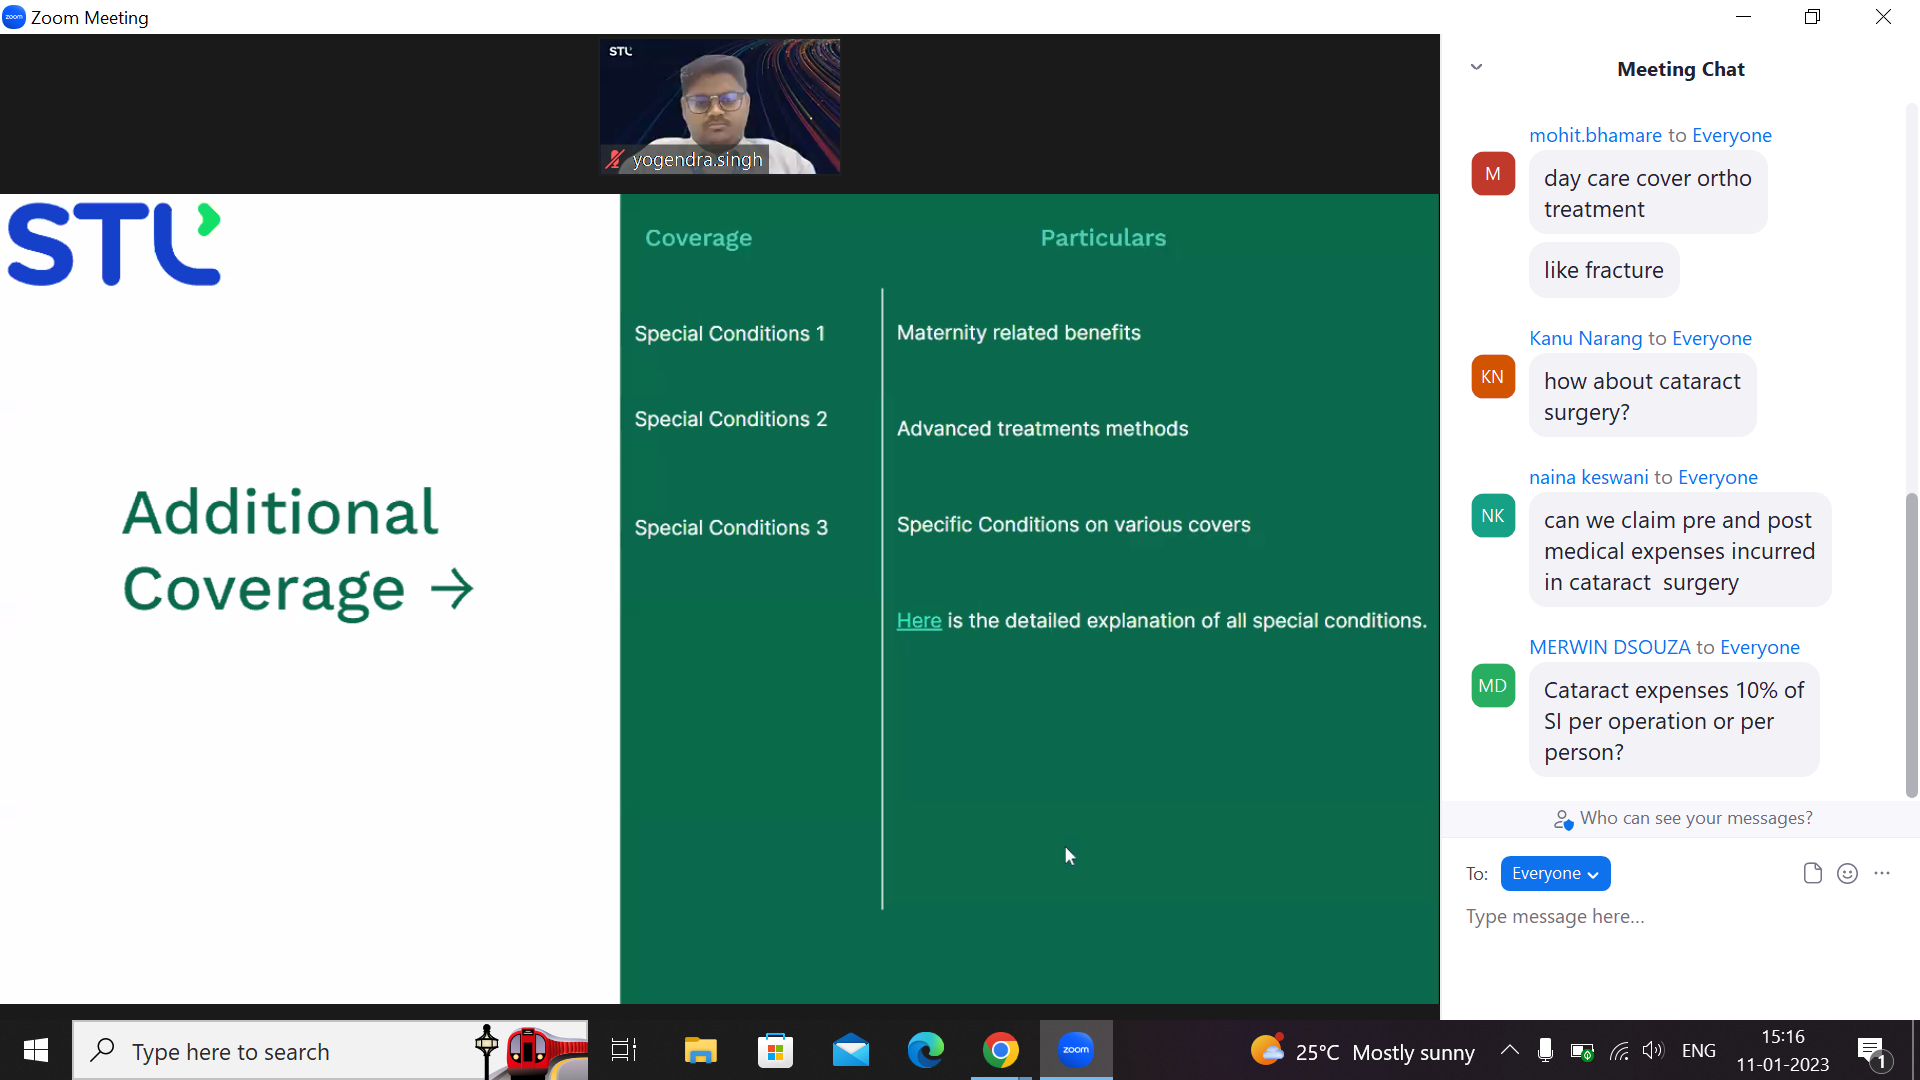 zoom
Zoom Meeting
STL
yogendra.singh
STL
Additional
Coverage →
Coverage
Particulars
Special Conditions 1
Maternity related benefits
Special Conditions 2
Advanced treatments methods
Special Conditions 3
Specific Conditions on various covers
Here is the detailed explanation of all special conditions.
Meeting Chat
mohit.bhamare to Everyone
M
day care cover ortho
treatment
like fracture
Kanu Narang to Everyone
KN
how about cataract
surgery?
naina keswani to Everyone
NK
can we claim pre and post
medical expenses incurred
in cataract  surgery
MERWIN DSOUZA to Everyone
MD
Cataract expenses 10% of
SI per operation or per
person?
Who can see your messages?
To: Everyone
Type message here...
Type here to search
zoom
25°C Mostly sunny
ENG
15:16
11-01-2023
1